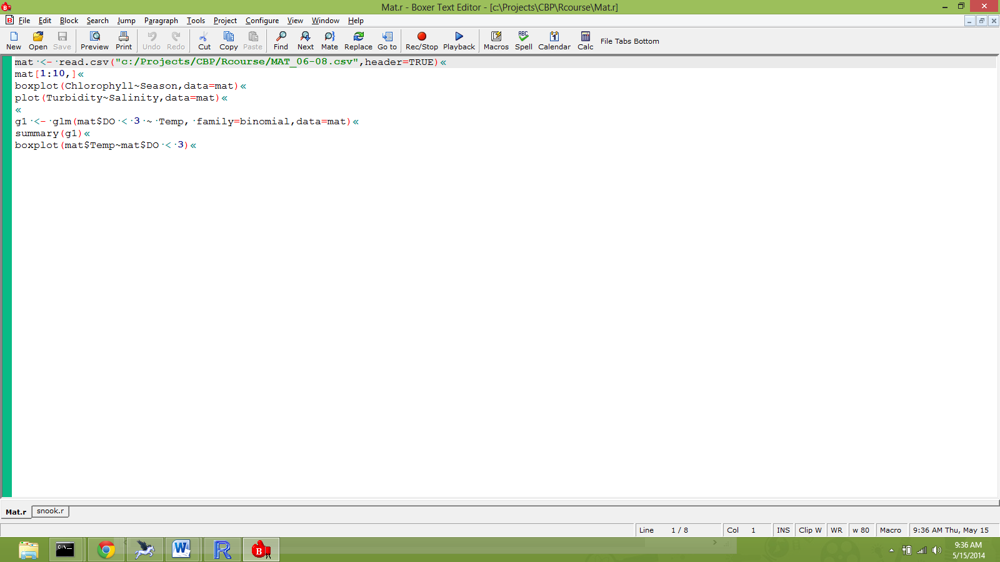 Mat.r - Boxer Text Editor - [c:\Projects\CBP\Rcourse\Mat.r]
File Edit Block Search Jump Paragraph Tools Project Configure View Window Help
New Open Save Preview Print Undo Redo Cut Copy Paste Find Next Mate Replace Go to Rec/Stop Playback Macros Spell Calendar Calc File Tabs Bottom
mat <- read.csv("c:/Projects/CBP/Rcourse/MAT_06-08.csv",header=TRUE)«
mat[1:10,]«
boxplot(Chlorophyll~Season,data=mat)«
plot(Turbidity~Salinity,data=mat)«
«
g1 <- glm(mat$DO < 3 ~ Temp, family=binomial,data=mat)«
summary(g1)«
boxplot(mat$Temp~mat$DO < 3)«
Mat.r snook.r
Line 1 / 8 Col 1 INS Clip W WR w 80 Macro 9:36 AM Thu, May 15
9:36 AM
5/15/2014